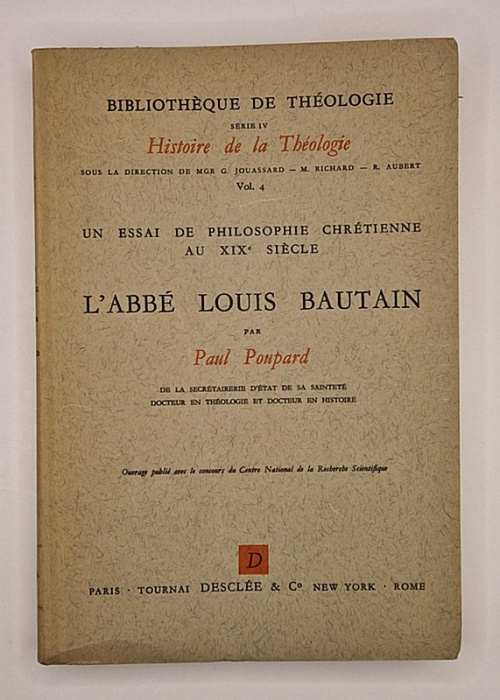 BIBLIOTHÈQUE DE THÉOLOGIE
SÉRIE IV
Histoire de la Théologie
SOUS LA DIRECTION DE MGR G. JOUASSARD — M. RICHARD — R. AUBERT
Vol. 4
UN ESSAI DE PHILOSOPHIE CHRÉTIENNE
AU XIXe SIÈCLE
L'ABBÉ LOUIS BAUTAIN
PAR
Paul Poupard
DE LA SECRÉTAIRERIE D'ÉTAT DE SA SAINTETÉ
DOCTEUR EN THÉOLOGIE ET DOCTEUR EN HISTOIRE
Ouvrage publié avec le concours du Centre National de la Recherche Scientifique
D
PARIS · TOURNAI DESCLÉE & Co NEW YORK · ROME